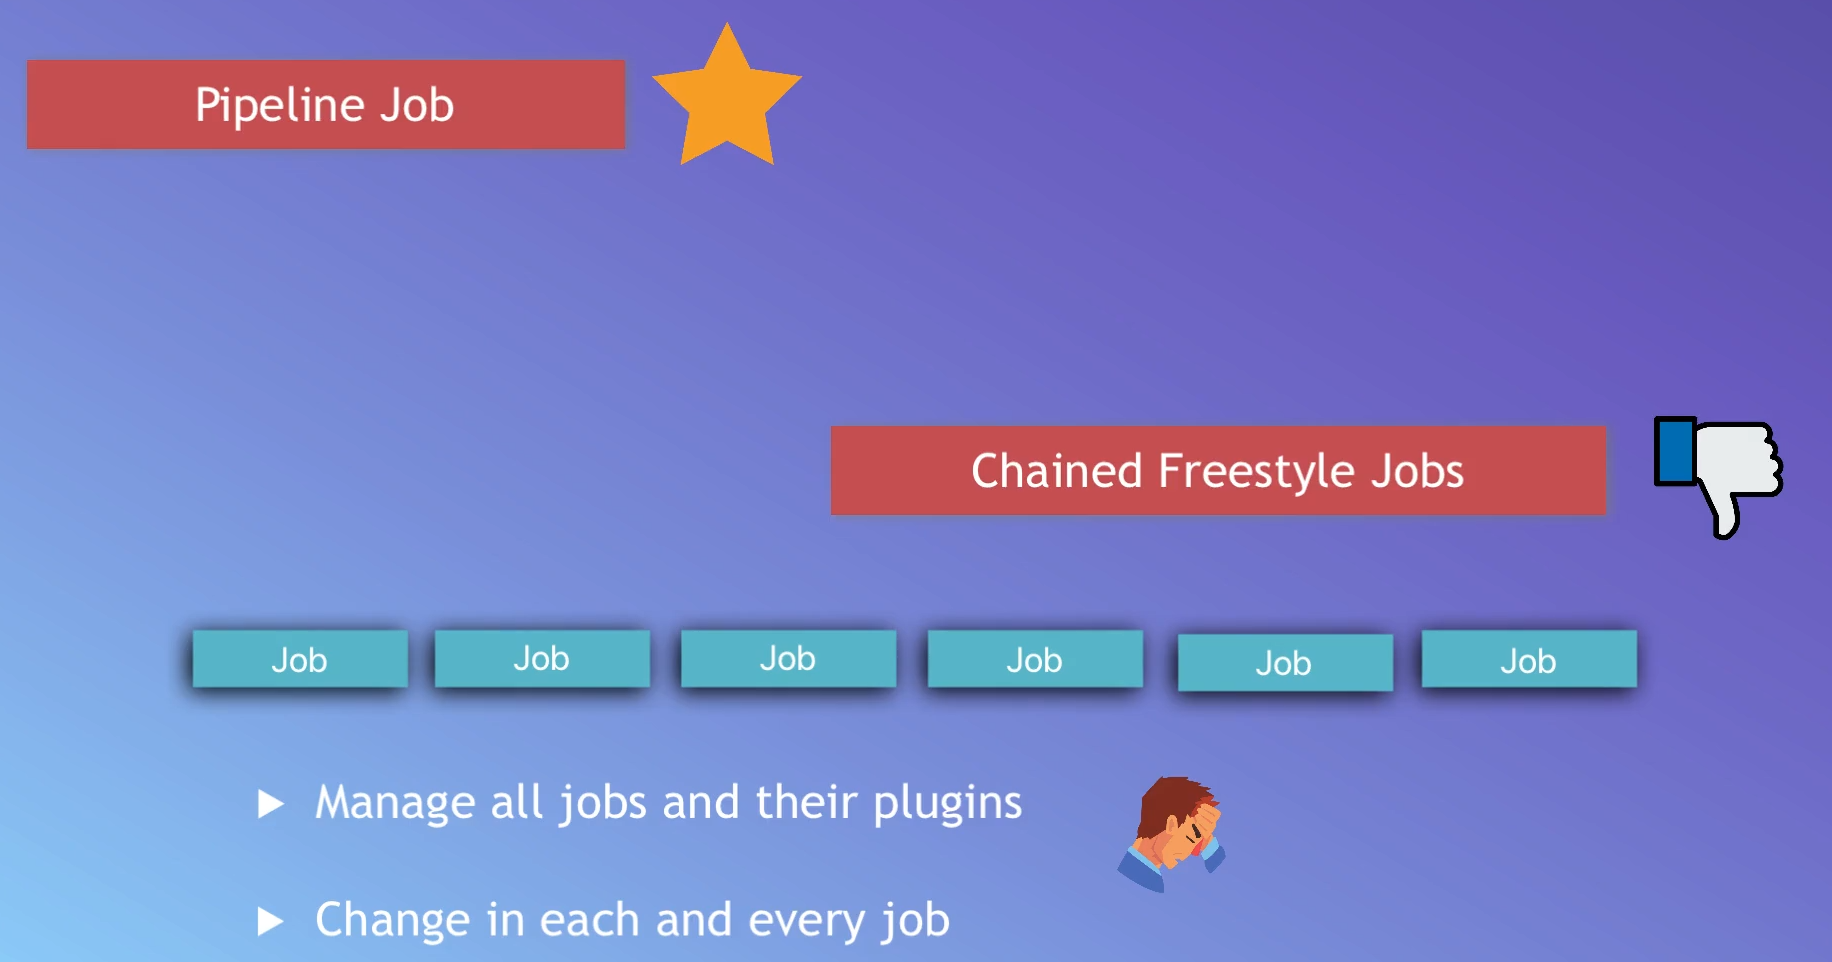 Pipeline Job
Chained Freestyle Jobs
Job Job Job Job Job Job
Manage all jobs and their plugins
Change in each and every job